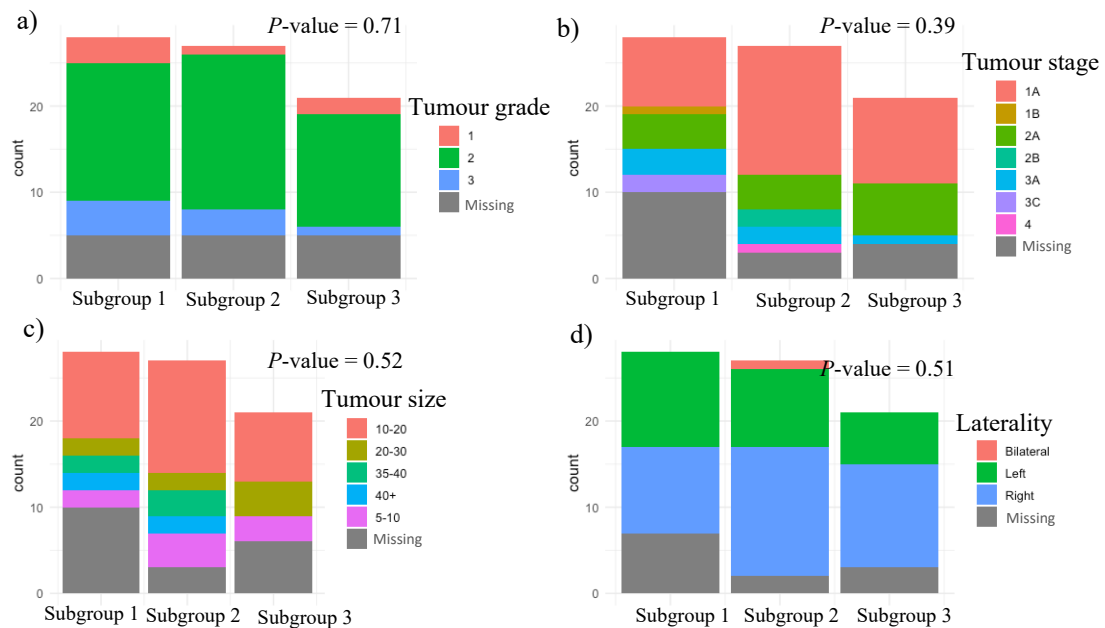 a)
P-value = 0.71
count
20
10
0
Subgroup 1
Subgroup 2
Subgroup 3
Tumour grade
1
2
3
Missing
b)
P-value = 0.39
count
20
10
0
Subgroup 1
Subgroup 2
Subgroup 3
Tumour stage
1A
1B
2A
2B
3A
3C
4
Missing
c)
P-value = 0.52
count
20
10
0
Subgroup 1
Subgroup 2
Subgroup 3
Tumour size
10-20
20-30
35-40
40+
5-10
Missing
d)
P-value = 0.51
count
20
10
0
Subgroup 1
Subgroup 2
Subgroup 3
Laterality
Bilateral
Left
Right
Missing